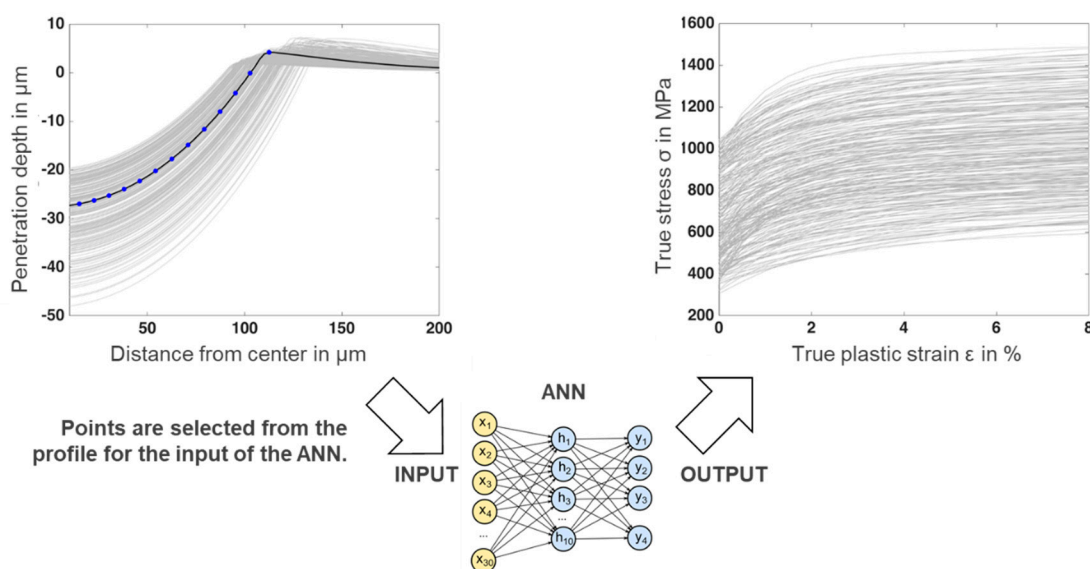 10
0
-10
-20
-30
-40
-50
Penetration depth in µm
50
100
150
200
Distance from center in µm
1600
1400
1200
1000
800
600
400
200
True stress σ in MPa
0
2
4
6
8
True plastic strain ε in %
ANN
Points are selected from the
profile for the input of the ANN.
INPUT
OUTPUT
x1
x2
x3
x4
...
x30
h1
h2
h3
...
h10
y1
y2
y3
y4